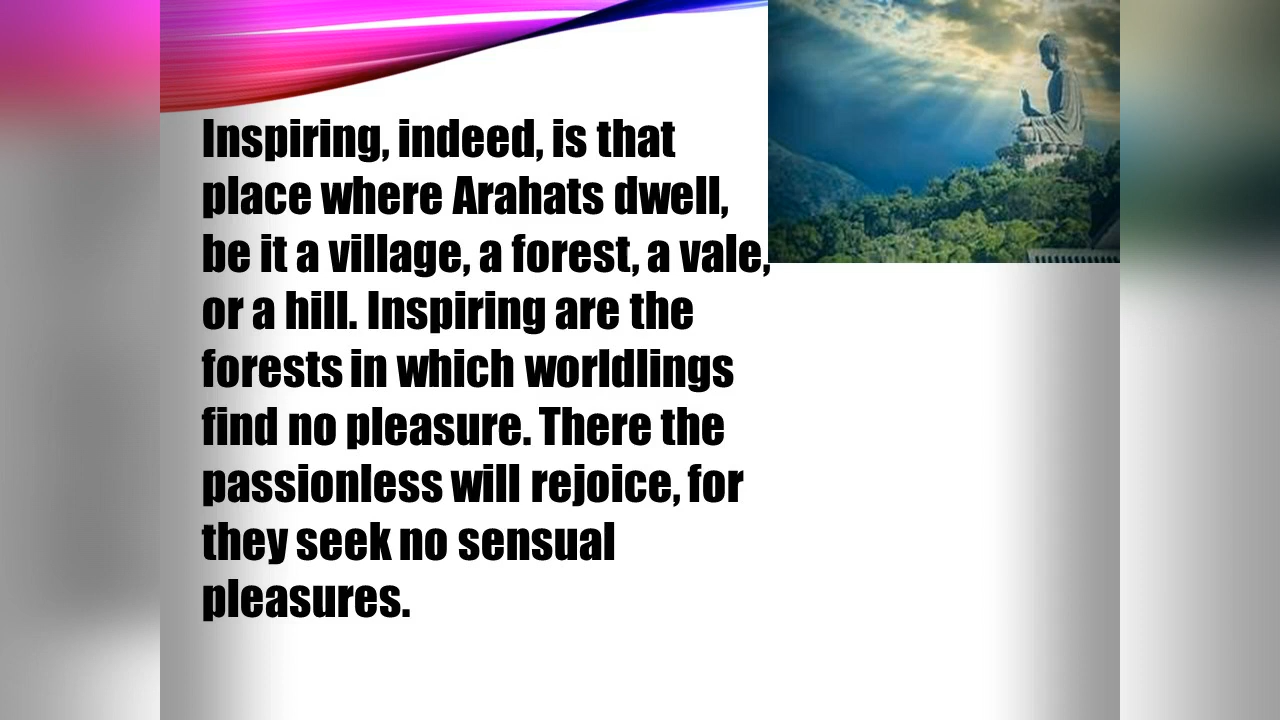 Inspiring, indeed, is that
place where Arahats dwell,
be it a village, a forest, a vale,
or a hill. Inspiring are the
forests in which worldlings
find no pleasure. There the
passionless will rejoice, for
they seek no sensual
pleasures.